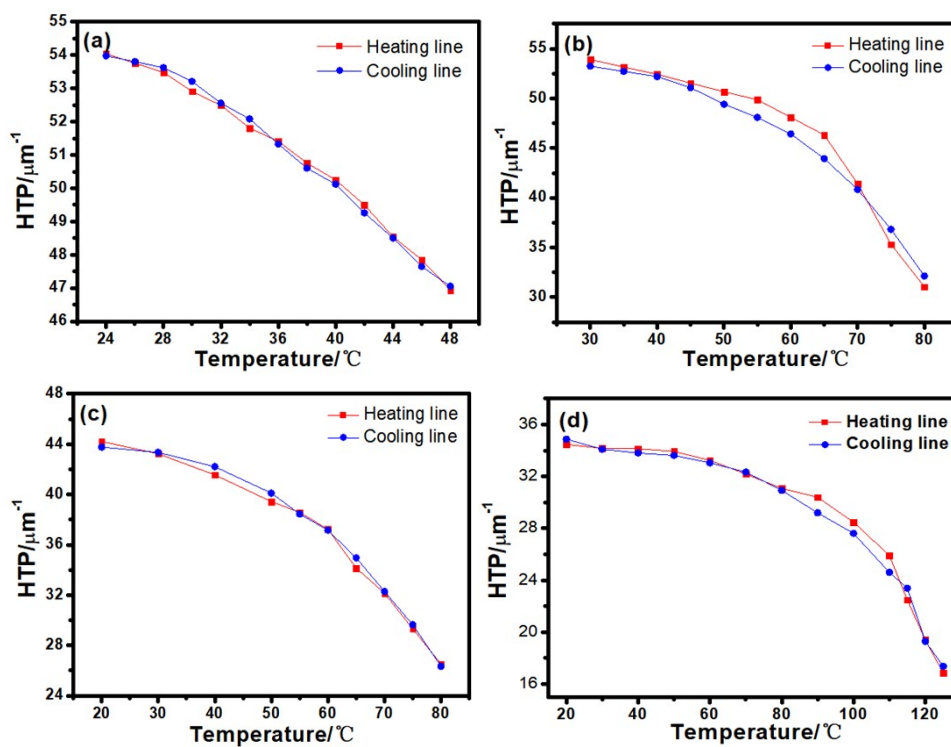 (a)
Heating line
Cooling line
55
54
53
52
51
50
49
48
47
46
HTP/μm⁻¹
24 28 32 36 40 44 48
Temperature/℃
(b)
Heating line
Cooling line
55
50
45
40
35
30
HTP/μm⁻¹
30 40 50 60 70 80
Temperature/℃
(c)
Heating line
Cooling line
48
44
40
36
32
28
24
HTP/μm⁻¹
20 30 40 50 60 70 80
Temperature/℃
(d)
Heating line
Cooling line
36
32
28
24
20
16
HTP/μm⁻¹
20 40 60 80 100 120
Temperature/℃